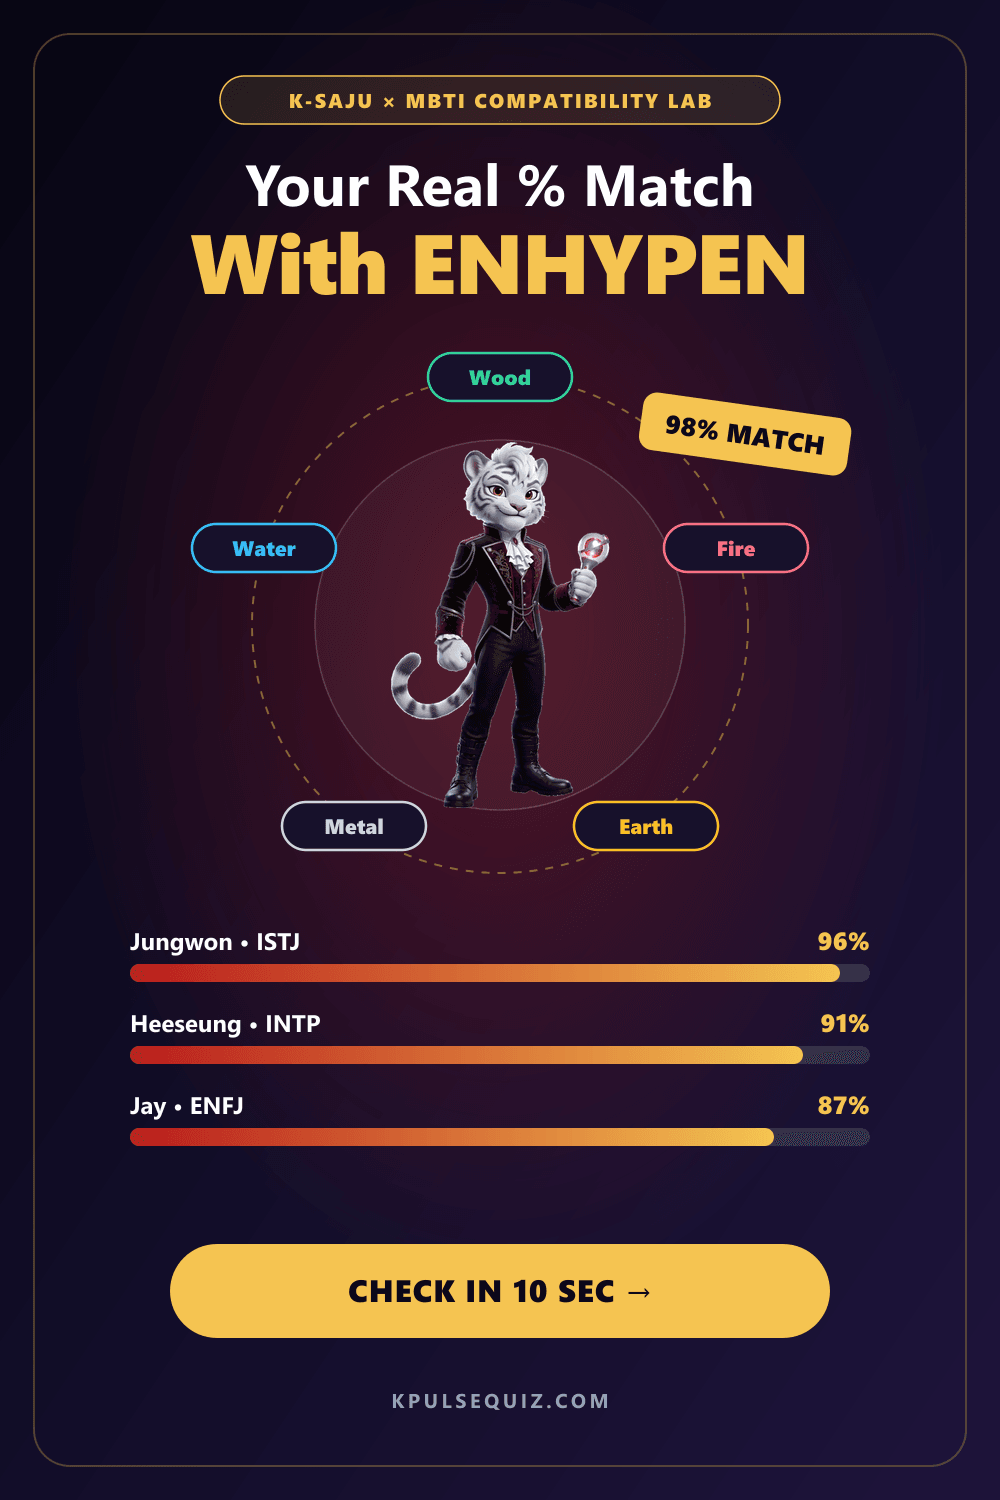 K-SAJU × MBTI COMPATIBILITY LAB
Your Real % Match
With ENHYPEN
Wood
98% MATCH
Water
Fire
Metal
Earth
Jungwon • ISTJ 96%
Heeseung • INTP 91%
Jay • ENFJ 87%
CHECK IN 10 SEC →
KPULSEQUIZ.COM